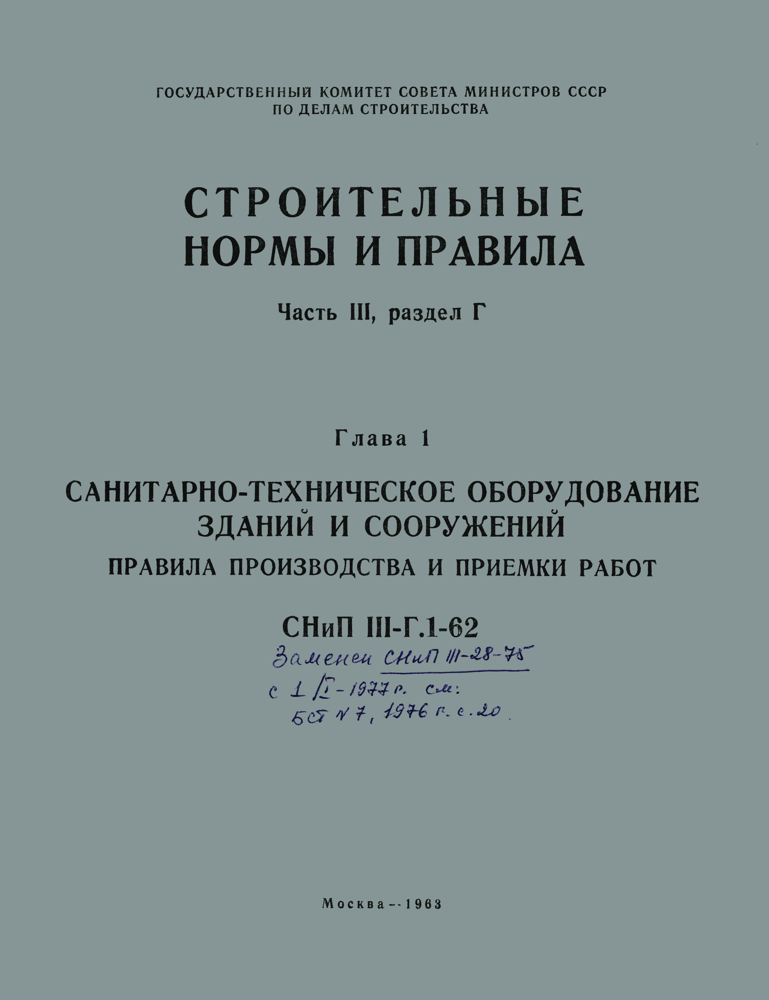 ГОСУДАРСТВЕННЫЙ КОМИТЕТ СОВЕТА МИНИСТРОВ СССР
ПО ДЕЛАМ СТРОИТЕЛЬСТВА
СТРОИТЕЛЬНЫЕ
НОРМЫ И ПРАВИЛА
Часть III, раздел Г
Глава 1
САНИТАРНО-ТЕХНИЧЕСКОЕ ОБОРУДОВАНИЕ
ЗДАНИЙ И СООРУЖЕНИЙ
ПРАВИЛА ПРОИЗВОДСТВА И ПРИЕМКИ РАБОТ
СНиП III-Г.1-62
Заменен СНиП III-28-75
с 1/I-1977г. см:
БСТ N 7, 1976 г. с. 20.
Москва—1963